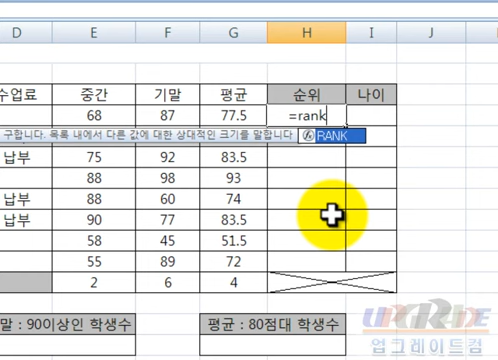 D E F G H I J
수업료 중간 기말 평균 순위 나이
68 87 77.5 =rank
구합니다. 목록 내에서 다른 값에 대한 상대적인 크기를 말합니다 fx RANK
납부 75 92 83.5
88 98 93
납부 88 60 74
납부 90 77 83.5
58 45 51.5
55 89 72
2 6 4
말 : 90이상인 학생수 평균 : 80점대 학생수
UPGRADE
업그레이트컴